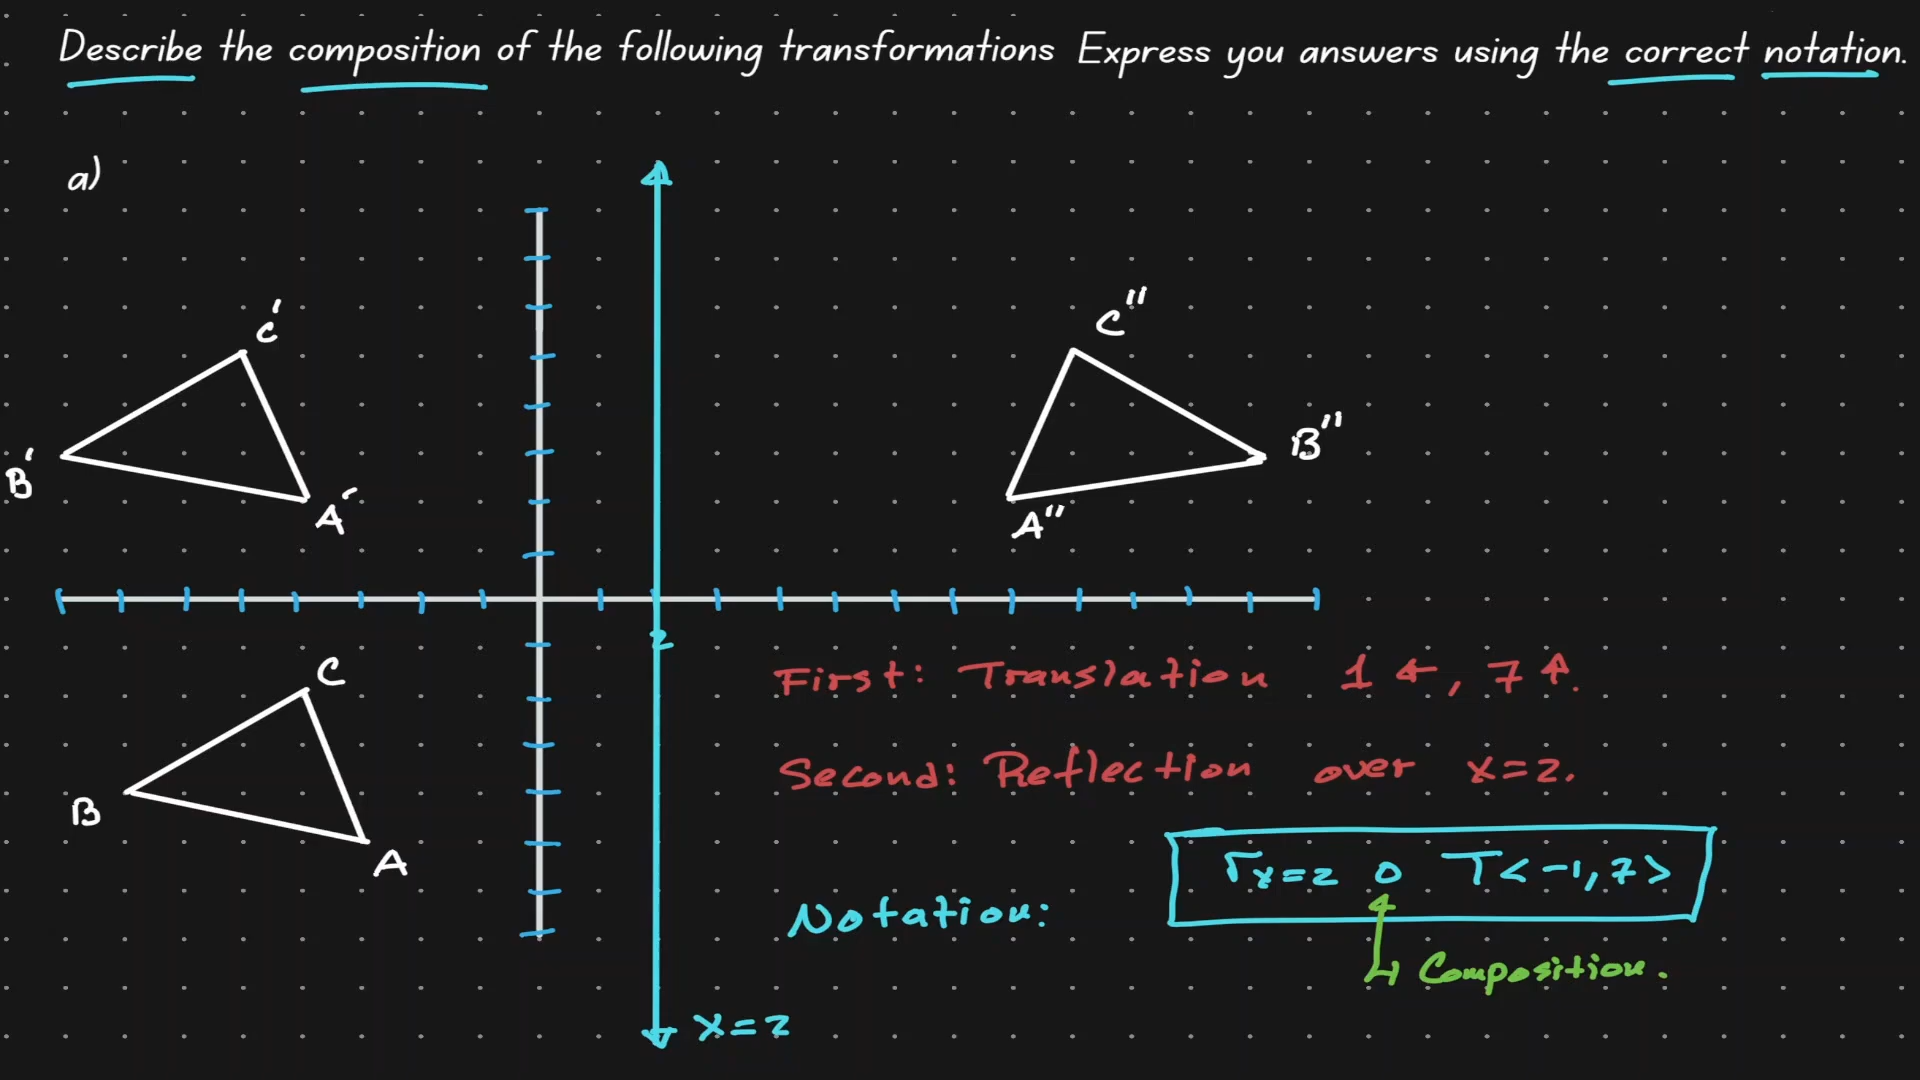 Describe the composition of the following transformations Express you answers using the correct notation.
a)
C'
C''
B'
B''
A'
A''
2
C
First: Translation 1 ←, 7 ↑.
B
Second: Reflection over x=2.
A
Notation: r x=2 o T< -1, 7 >
Composition.
x=2